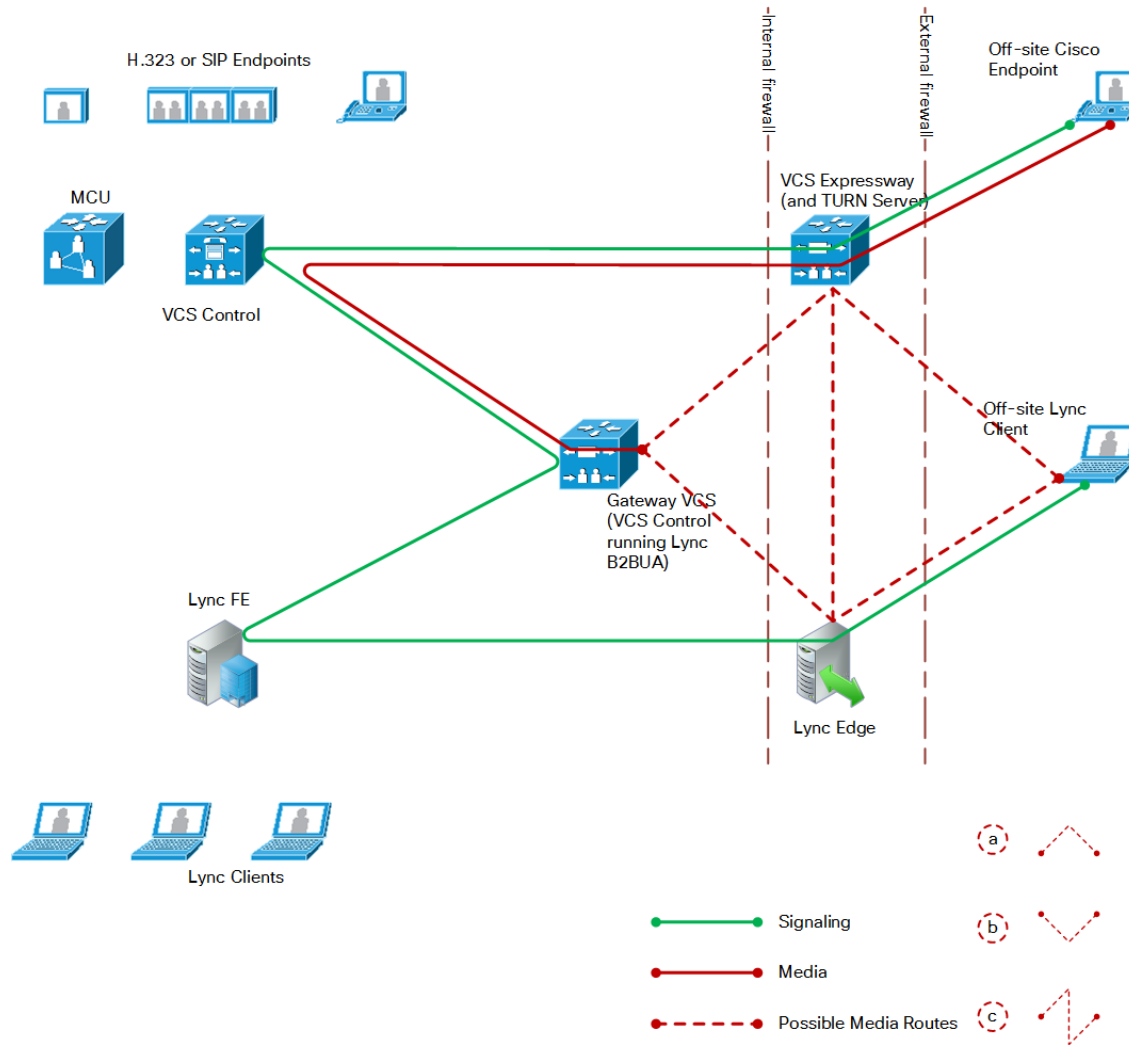 H.323 or SIP Endpoints
Internal firewall
External firewall
Off-site Cisco
Endpoint
MCU
VCS Expressway
(and TURN Server)
VCS Control
Off-site Lync
Client
Gateway VCS
(VCS Control
running Lync
B2BUA)
Lync FE
Lync Edge
Lync Clients
a
Signaling
b
Media
Possible Media Routes
c